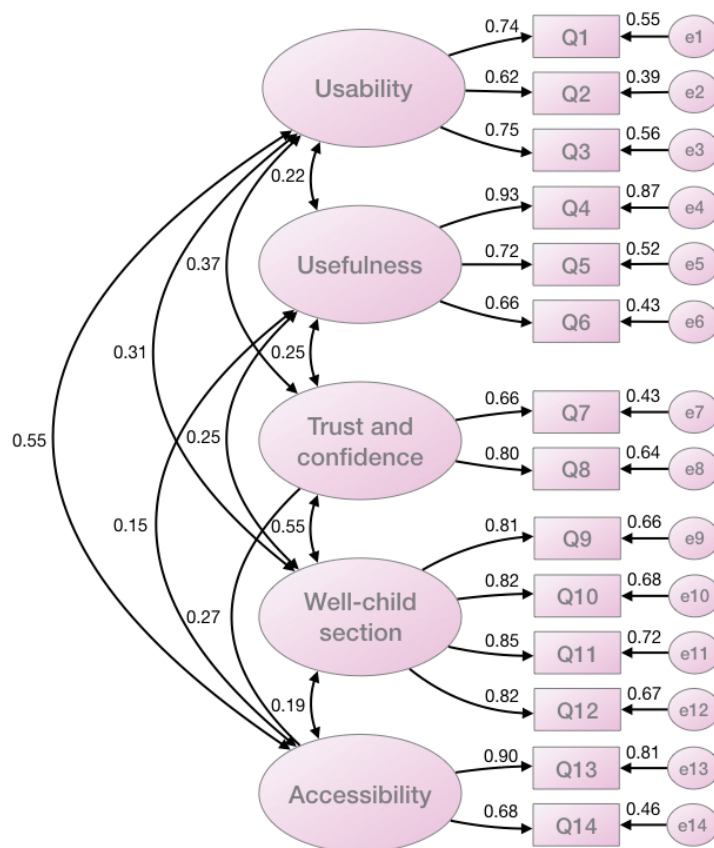 0.74
Q1
0.55
e1
Usability
0.62
Q2
0.39
e2
0.75
Q3
0.56
e3
0.22
0.93
Q4
0.87
e4
Usefulness
0.72
Q5
0.52
e5
0.37
0.66
Q6
0.43
e6
0.31
0.25
0.66
Q7
0.43
e7
Trust and
confidence
0.55
0.25
0.80
Q8
0.64
e8
0.15
0.55
0.81
Q9
0.66
e9
0.82
Q10
0.68
e10
Well-child
section
0.27
0.85
Q11
0.72
e11
0.19
0.82
Q12
0.67
e12
0.90
Q13
0.81
e13
Accessibility
0.68
Q14
0.46
e14